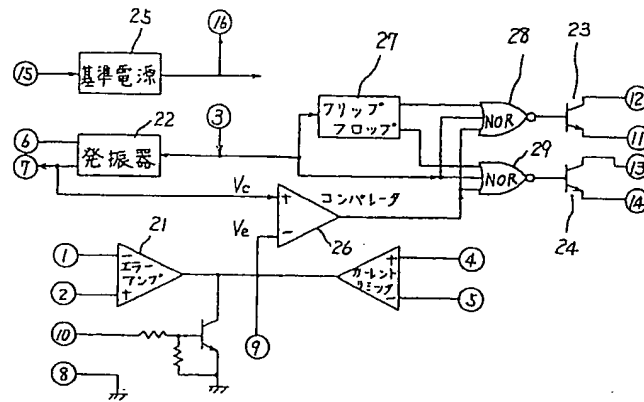 25
16
15
基準電源
27
28
23
フリップ
フロップ
NOR
12
11
22
3
6
発振器
7
29
NOR
13
14
24
Vc
+
コンパレータ
Ve
−
26
21
1
−
エラー
アンプ
2
+
カーレント
リミッタ
+
4
−
5
10
9
8